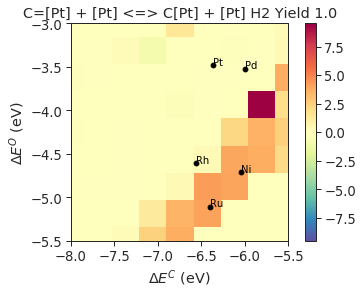 C=[Pt] + [Pt] <=> C[Pt] + [Pt] H2 Yield 1.0
−3.0
−3.5
−4.0
−4.5
−5.0
−5.5
ΔE^O (eV)
Pt
Pd
Rh
Ni
Ru
−8.0 −7.5 −7.0 −6.5 −6.0 −5.5
ΔE^C (eV)
7.5
5.0
2.5
0.0
−2.5
−5.0
−7.5